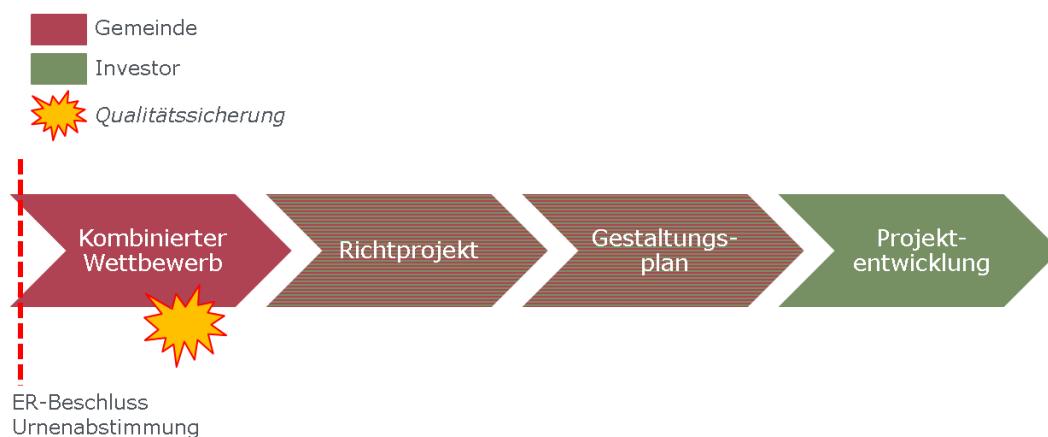 Gemeinde
Investor
Qualitätssicherung
Kombinierter
Wettbewerb
Richtprojekt
Gestaltungs-
plan
Projekt-
entwicklung
ER-Beschluss
Urnenabstimmung